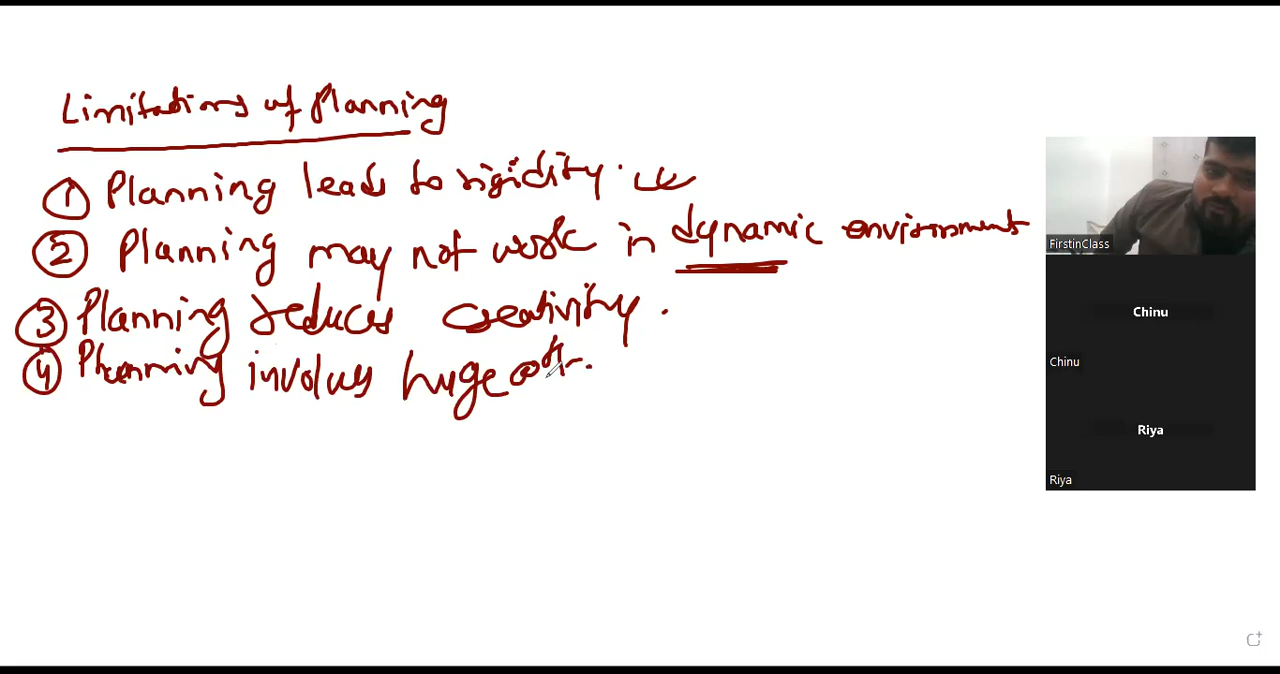 Limitations of Planning
① Planning leads to rigidity.
② Planning may not work in dynamic environment
③ Planning reduces creativity.
④ Planning involves huge
FirstinClass
Chinu
Chinu
Riya
Riya